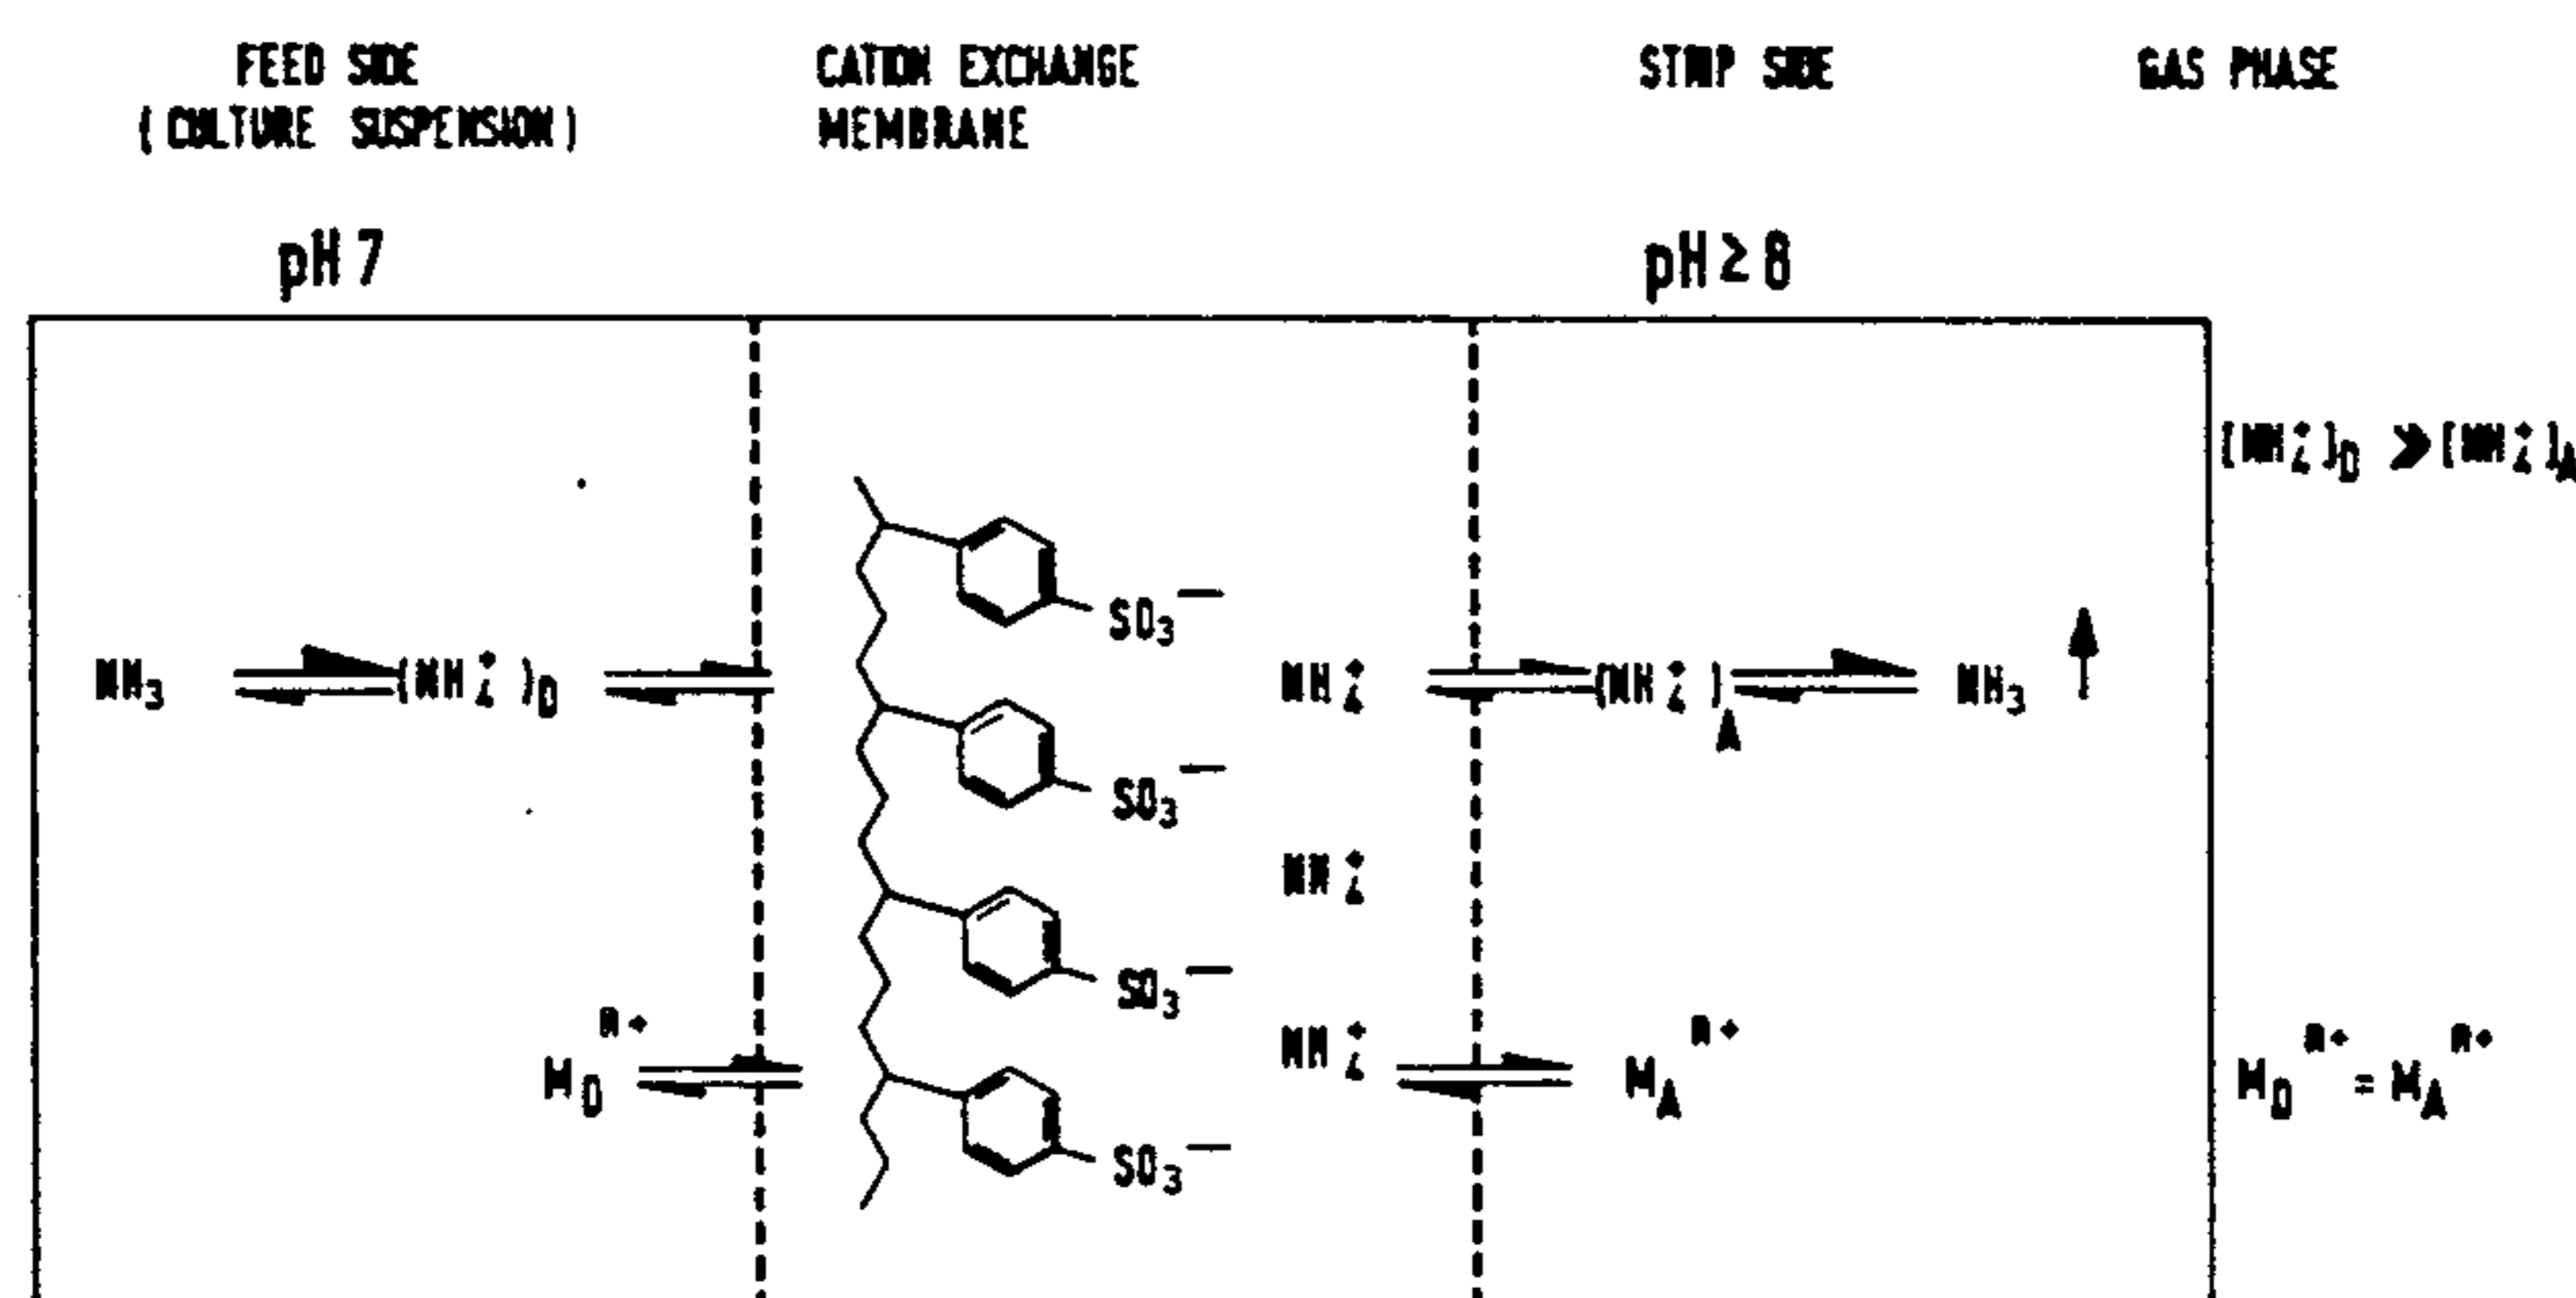 FEED SIDE CATION EXCHANGE STRIP SIDE GAS PHASE
(CULTURE SUSPENSION) MEMBRANE
pH 7 pH ≥ 8
[NH₄⁺]D ≫ [NH₄⁺]A
SO₃⁻
NH₃ (NH₄⁺)D NH₄⁺ (NH₄⁺)A NH₃
SO₃⁻
NH₄⁺
SO₃⁻
MDⁿ⁺ NH₄⁺ MAⁿ⁺ MDⁿ⁺ = MAⁿ⁺
SO₃⁻